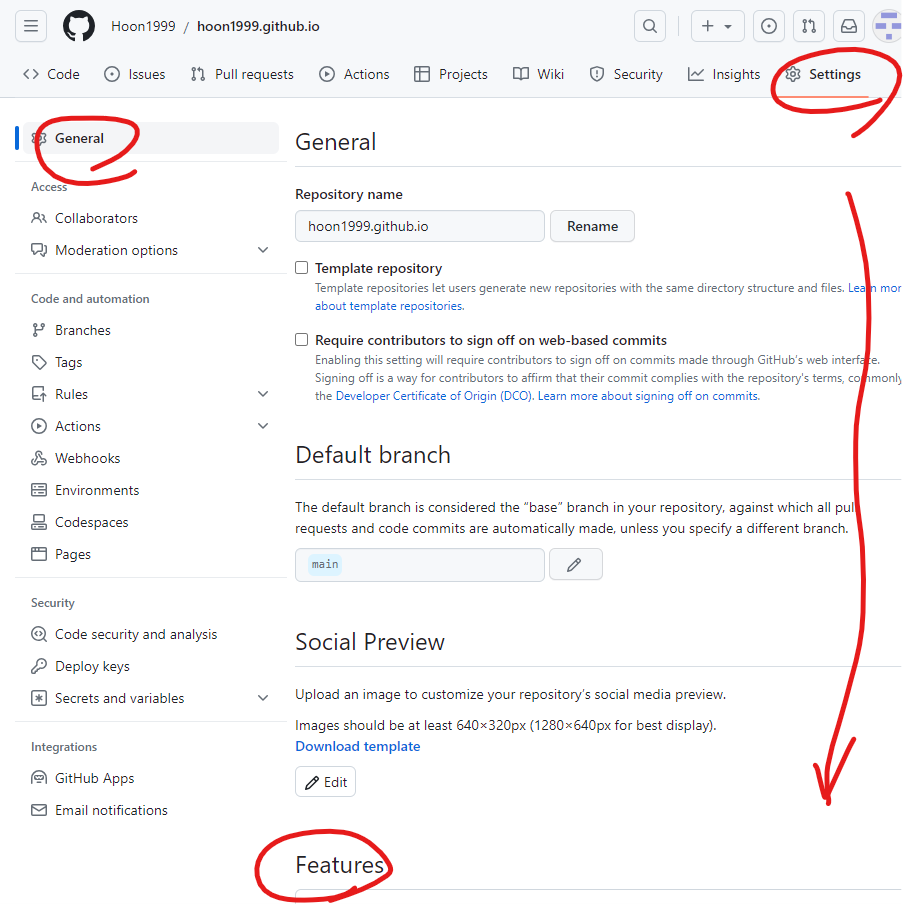 Hoon1999 / hoon1999.github.io
Code Issues Pull requests Actions Projects Wiki Security Insights Settings
General
Access
Collaborators
Moderation options
Code and automation
Branches
Tags
Rules
Actions
Webhooks
Environments
Codespaces
Pages
Security
Code security and analysis
Deploy keys
Secrets and variables
Integrations
GitHub Apps
Email notifications
General
Repository name
hoon1999.github.io Rename
Template repository
Template repositories let users generate new repositories with the same directory structure and files. Learn mor
about template repositories.
Require contributors to sign off on web-based commits
Enabling this setting will require contributors to sign off on commits made through GitHub's web interface.
Signing off is a way for contributors to affirm that their commit complies with the repository's terms, commonly
the Developer Certificate of Origin (DCO). Learn more about signing off on commits.
Default branch
The default branch is considered the “base” branch in your repository, against which all pull
requests and code commits are automatically made, unless you specify a different branch.
main
Social Preview
Upload an image to customize your repository's social media preview.
Images should be at least 640×320px (1280×640px for best display).
Download template
Edit
Features